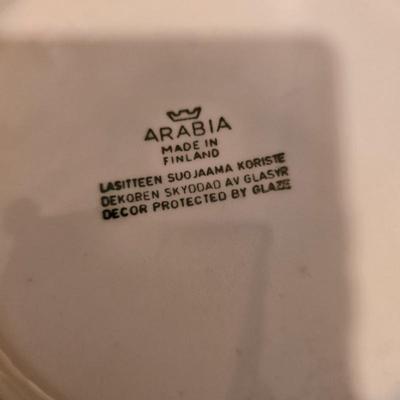 ARABIA
MADE IN
FINLAND
LASITTEEN SUOJAAMA KORISTE
DEKOREN SKYDDAD AV GLASYR
DECOR PROTECTED BY GLAZE